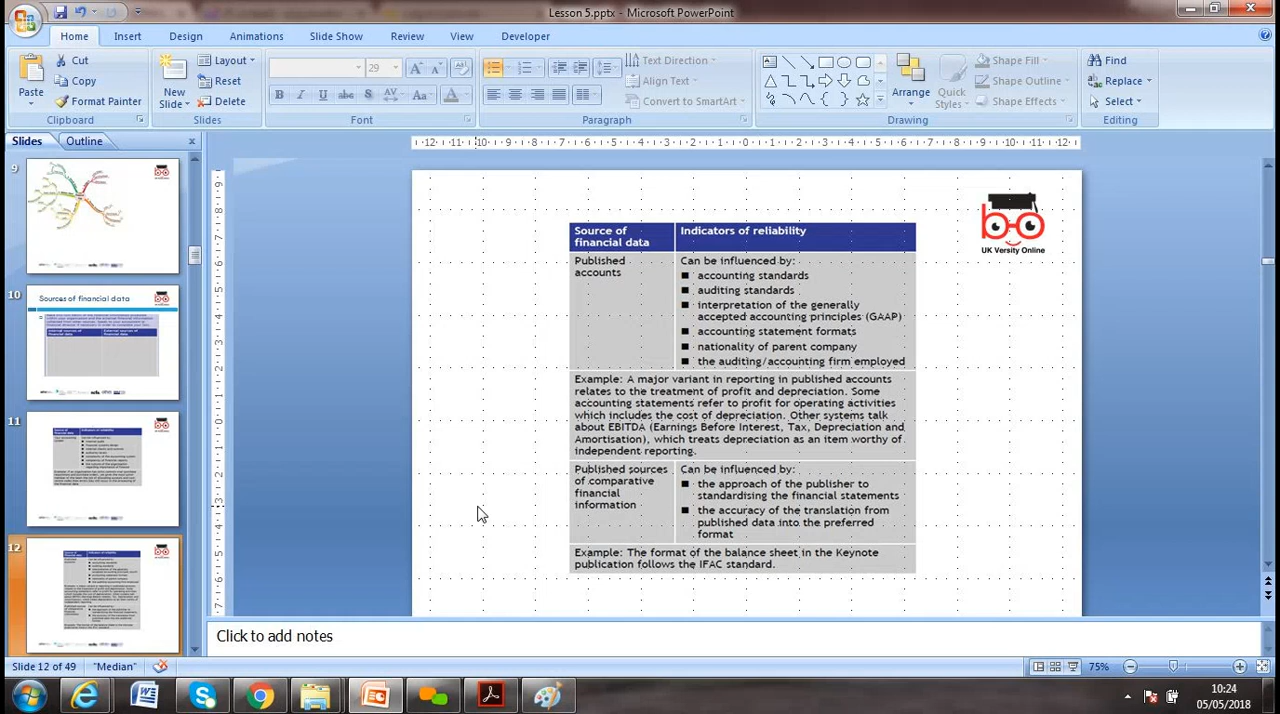 Lesson 5.pptx - Microsoft PowerPoint
Home Insert Design Animations Slide Show Review View Developer
Paste
Cut
Copy
Format Painter
Clipboard
New
Slide
Layout
Reset
Delete
Slides
29
Font
Text Direction
Align Text
Convert to SmartArt
Paragraph
Arrange
Quick
Styles
Shape Fill
Shape Outline
Shape Effects
Drawing
Find
Replace
Select
Editing
Slides Outline
9
10
Sources of financial data
11
12
Source of
financial data
Indicators of reliability
Published
accounts
Can be influenced by:
accounting standards
auditing standards
interpretation of the generally
accepted accounting principles (GAAP)
accounting statement formats
nationality of parent company
the auditing/accounting firm employed
Example: A major variant in reporting in published accounts
relates to the treatment of profit and depreciation. Some
accounting statements refer to profit for operating activities
which includes the cost of depreciation. Other systems talk
about EBITDA (Earnings Before Interest, Tax, Depreciation and
Amortisation), which treats depreciation an item worthy of
independent reporting.
Published sources
of comparative
financial
information
Can be influenced by:
the approach of the publisher to
standardising the financial statements
the accuracy of the translation from
published data into the preferred
format
Example: The format of the balance sheet in the Keynote
publication follows the IFAC standard.
UK Versity Online
Click to add notes
Slide 12 of 49 "Median" 75%
10:24
05/05/2018